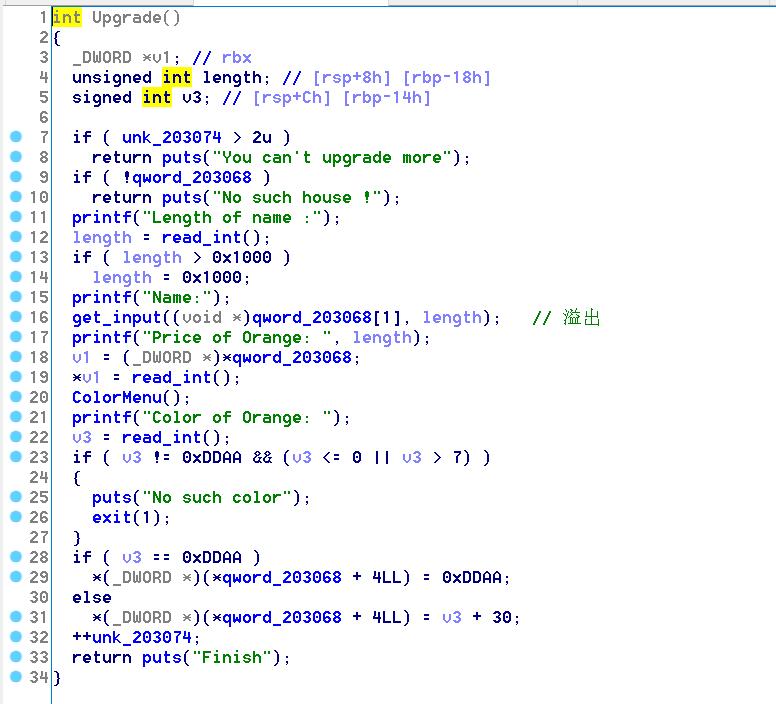 1 int Upgrade()
2 {
3 _DWORD *v1; // rbx
4 unsigned int length; // [rsp+8h] [rbp-18h]
5 signed int v3; // [rsp+Ch] [rbp-14h]
6
7 if ( unk_203074 > 2u )
8 return puts("You can't upgrade more");
9 if ( !qword_203068 )
10 return puts("No such house !");
11 printf("Length of name :");
12 length = read_int();
13 if ( length > 0x1000 )
14 length = 0x1000;
15 printf("Name:");
16 get_input((void *)qword_203068[1], length); // 溢出
17 printf("Price of Orange: ", length);
18 v1 = (_DWORD *)*qword_203068;
19 *v1 = read_int();
20 ColorMenu();
21 printf("Color of Orange: ");
22 v3 = read_int();
23 if ( v3 != 0xDDAA && (v3 <= 0 || v3 > 7) )
24 {
25 puts("No such color");
26 exit(1);
27 }
28 if ( v3 == 0xDDAA )
29 *(_DWORD *)(*qword_203068 + 4LL) = 0xDDAA;
30 else
31 *(_DWORD *)(*qword_203068 + 4LL) = v3 + 30;
32 ++unk_203074;
33 return puts("Finish");
34 }